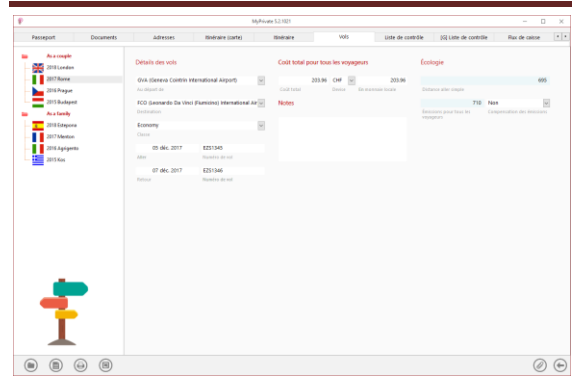 MyPrivate 5.2.1021
Passeport Documents Adresses Itinéraire (carte) Itinéraire Vols Liste de contrôle Liste de contrôle Flux de caisse
As a couple
2018 London
2017 Rome
2016 Prague
2015 Budapest
As a family
2018 Estepona
2017 Menton
2016 Agrigento
2015 Kos
Détails des vols
GVA (Geneva Cointrin International Airport)
Au départ de
FCO (Leonardo Da Vinci (Fiumicino) International Air
Destination
Economy
Classe
05 déc. 2017 EZS1345
Aller Numéro de vol
07 déc. 2017 EZS1346
Retour Numéro de vol
Coût total pour tous les voyageurs
203.96 CHF 203.96
Coût total Devise En monnaie locale
Notes
Écologie
695
Distance aller simple
710 Non
Émissions pour tous les voyageurs
Compensation des émissions